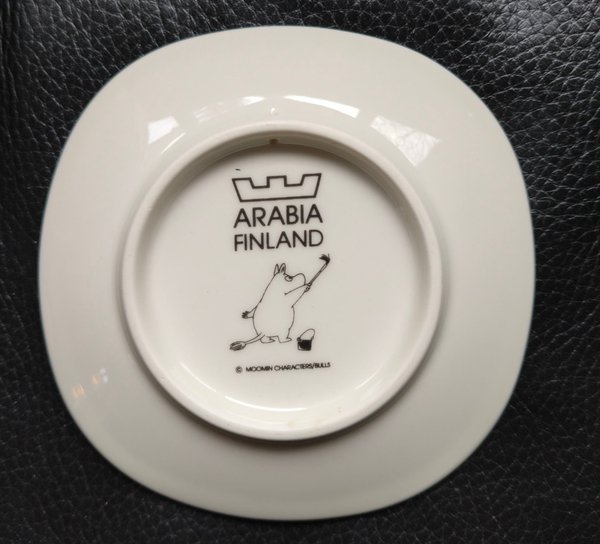 ARABIA
FINLAND
© MOOMIN CHARACTERS/BULLS